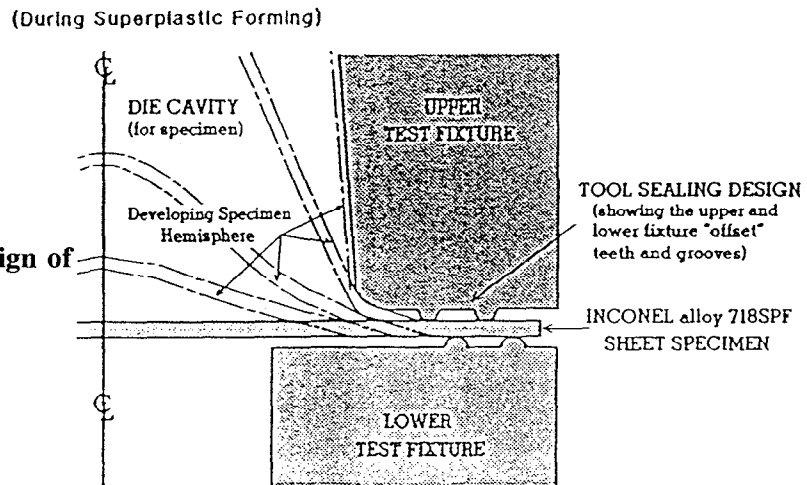 (During Superplastic Forming)
℄
DIE CAVITY
(for specimen)
UPPER
TEST FIXTURE
Developing Specimen
Hemisphere
TOOL SEALING DESIGN
(showing the upper and
lower fixture "offset"
teeth and grooves)
ign of
INCONEL alloy 718SPF
SHEET SPECIMEN
℄
LOWER
TEST FIXTURE